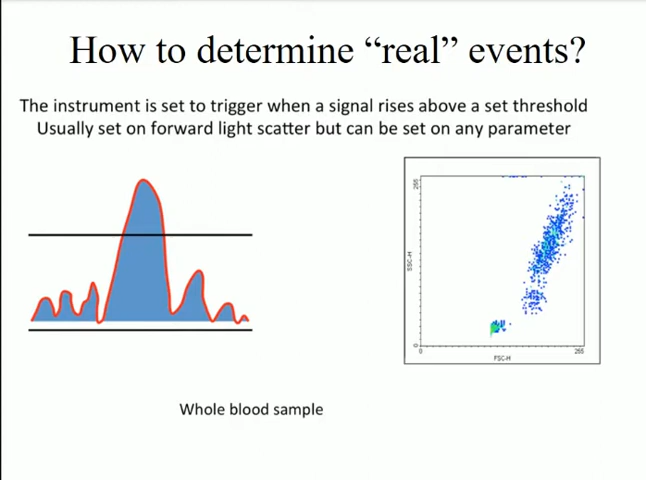 How to determine “real” events?
The instrument is set to trigger when a signal rises above a set threshold
Usually set on forward light scatter but can be set on any parameter
255
SSC-H
0
0
FSC-H
255
Whole blood sample